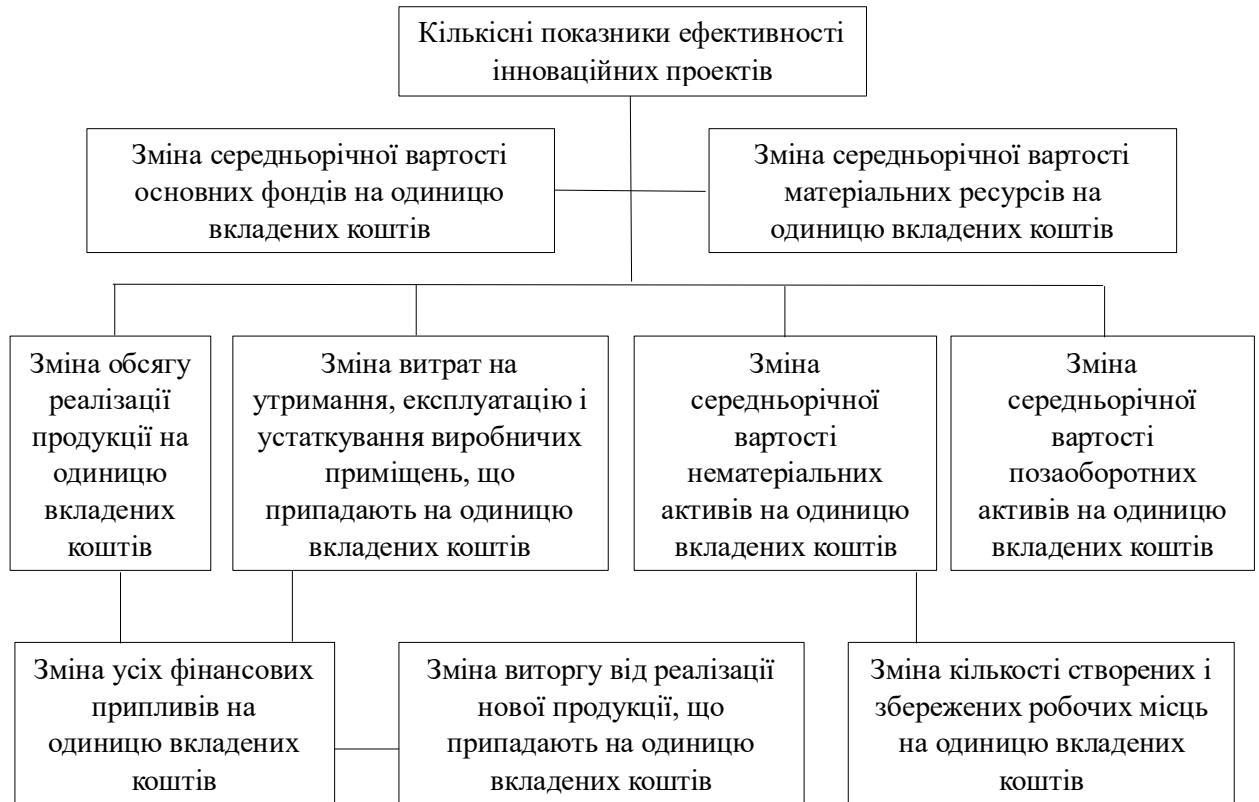 Кількісні показники ефективності
інноваційних проектів
Зміна середньорічної вартості
основних фондів на одиницю
вкладених коштів
Зміна середньорічної вартості
матеріальних ресурсів на
одиницю вкладених коштів
Зміна обсягу
реалізації
продукції на
одиницю
вкладених
коштів
Зміна витрат на
утримання, експлуатацію і
устаткування виробничих
приміщень, що
припадають на одиницю
вкладених коштів
Зміна
середньорічної
вартості
нематеріальних
активів на одиницю
вкладених коштів
Зміна
середньорічної
вартості
позаоборотних
активів на одиницю
вкладених коштів
Зміна усіх фінансових
припливів на
одиницю вкладених
коштів
Зміна виторгу від реалізації
нової продукції, що
припадають на одиницю
вкладених коштів
Зміна кількості створених і
збережених робочих місць
на одиницю вкладених
коштів